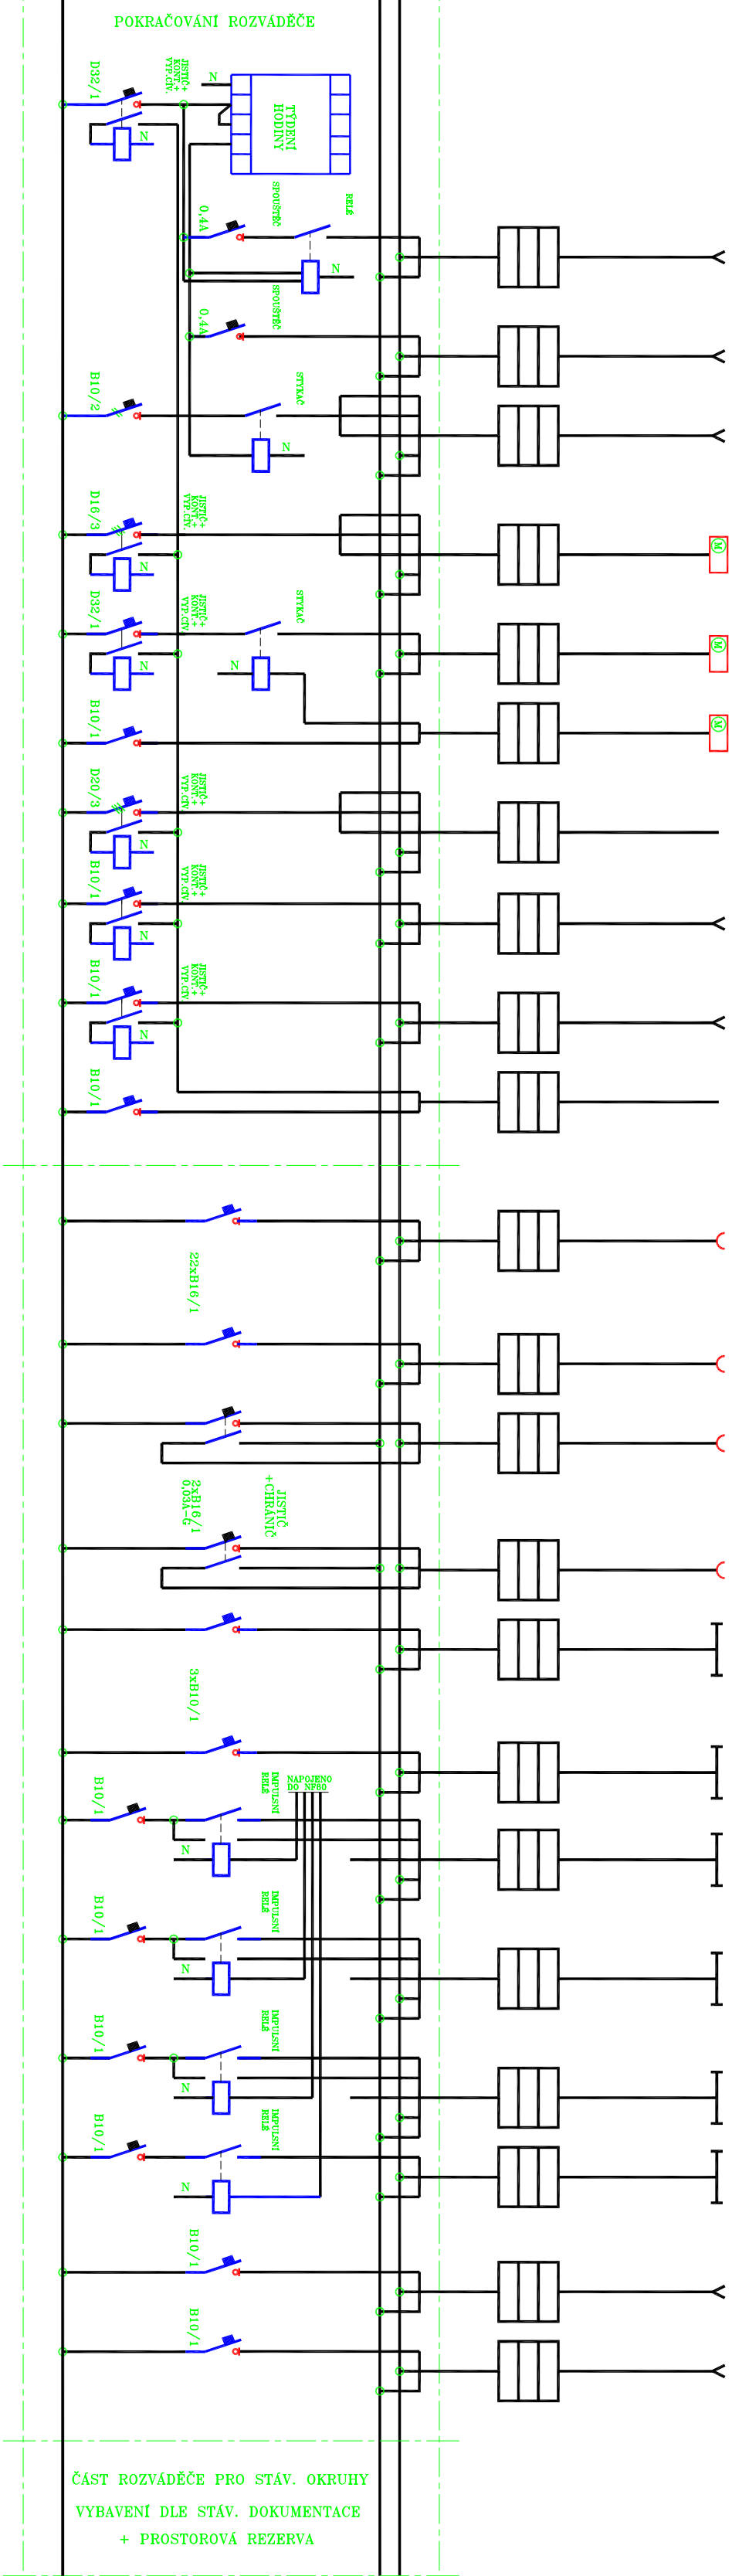 POKRAČOVÁNÍ ROZVÁDĚČE
D32/1
JISTIČ+
KONT.+
VYP.CÍV.
N
N
TÝDENÍ
HODINY
0,4A
SPOUŠTĚČ
RELÉ
N
0,4A
SPOUŠTĚČ
B10/2
STYKAČ
N
D16/3
JISTIČ+
KONT.+
VYP.CÍV.
N
M
D32/1
JISTIČ+
KONT.+
VYP.CÍV.
STYKAČ
N
N
M
B10/1
M
D20/3
JISTIČ+
KONT.+
VYP.CÍV.
N
B10/1
JISTIČ+
KONT.+
VYP.CÍV.
N
B10/1
JISTIČ+
KONT.+
VYP.CÍV.
N
B10/1
22xB16/1
2xB16/1
0,03A-G
JISTIČ
+CHRÁNIČ
3xB10/1
B10/1
IMPULSNÍ
RELÉ
NAPOJENO
DO NF80
N
B10/1
IMPULSNÍ
RELÉ
N
B10/1
IMPULSNÍ
RELÉ
N
B10/1
IMPULSNÍ
RELÉ
N
B10/1
B10/1
ČÁST ROZVÁDĚČE PRO STÁV. OKRUHY
VYBAVENÍ DLE STÁV. DOKUMENTACE
+ PROSTOROVÁ REZERVA